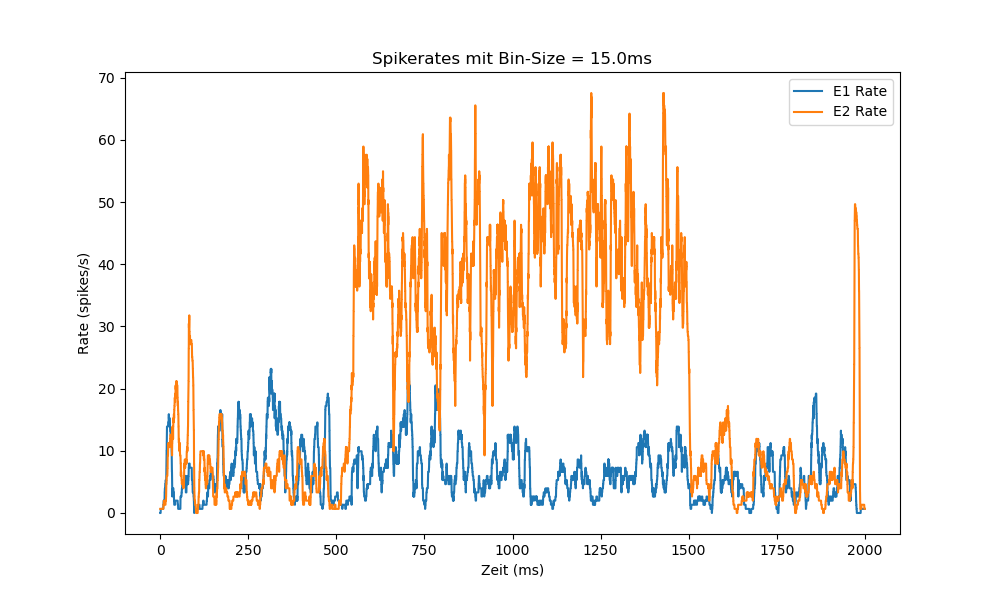 Spikerates mit Bin-Size = 15.0ms
70
60
50
40
30
20
10
0
Rate (spikes/s)
E1 Rate
E2 Rate
0 250 500 750 1000 1250 1500 1750 2000
Zeit (ms)